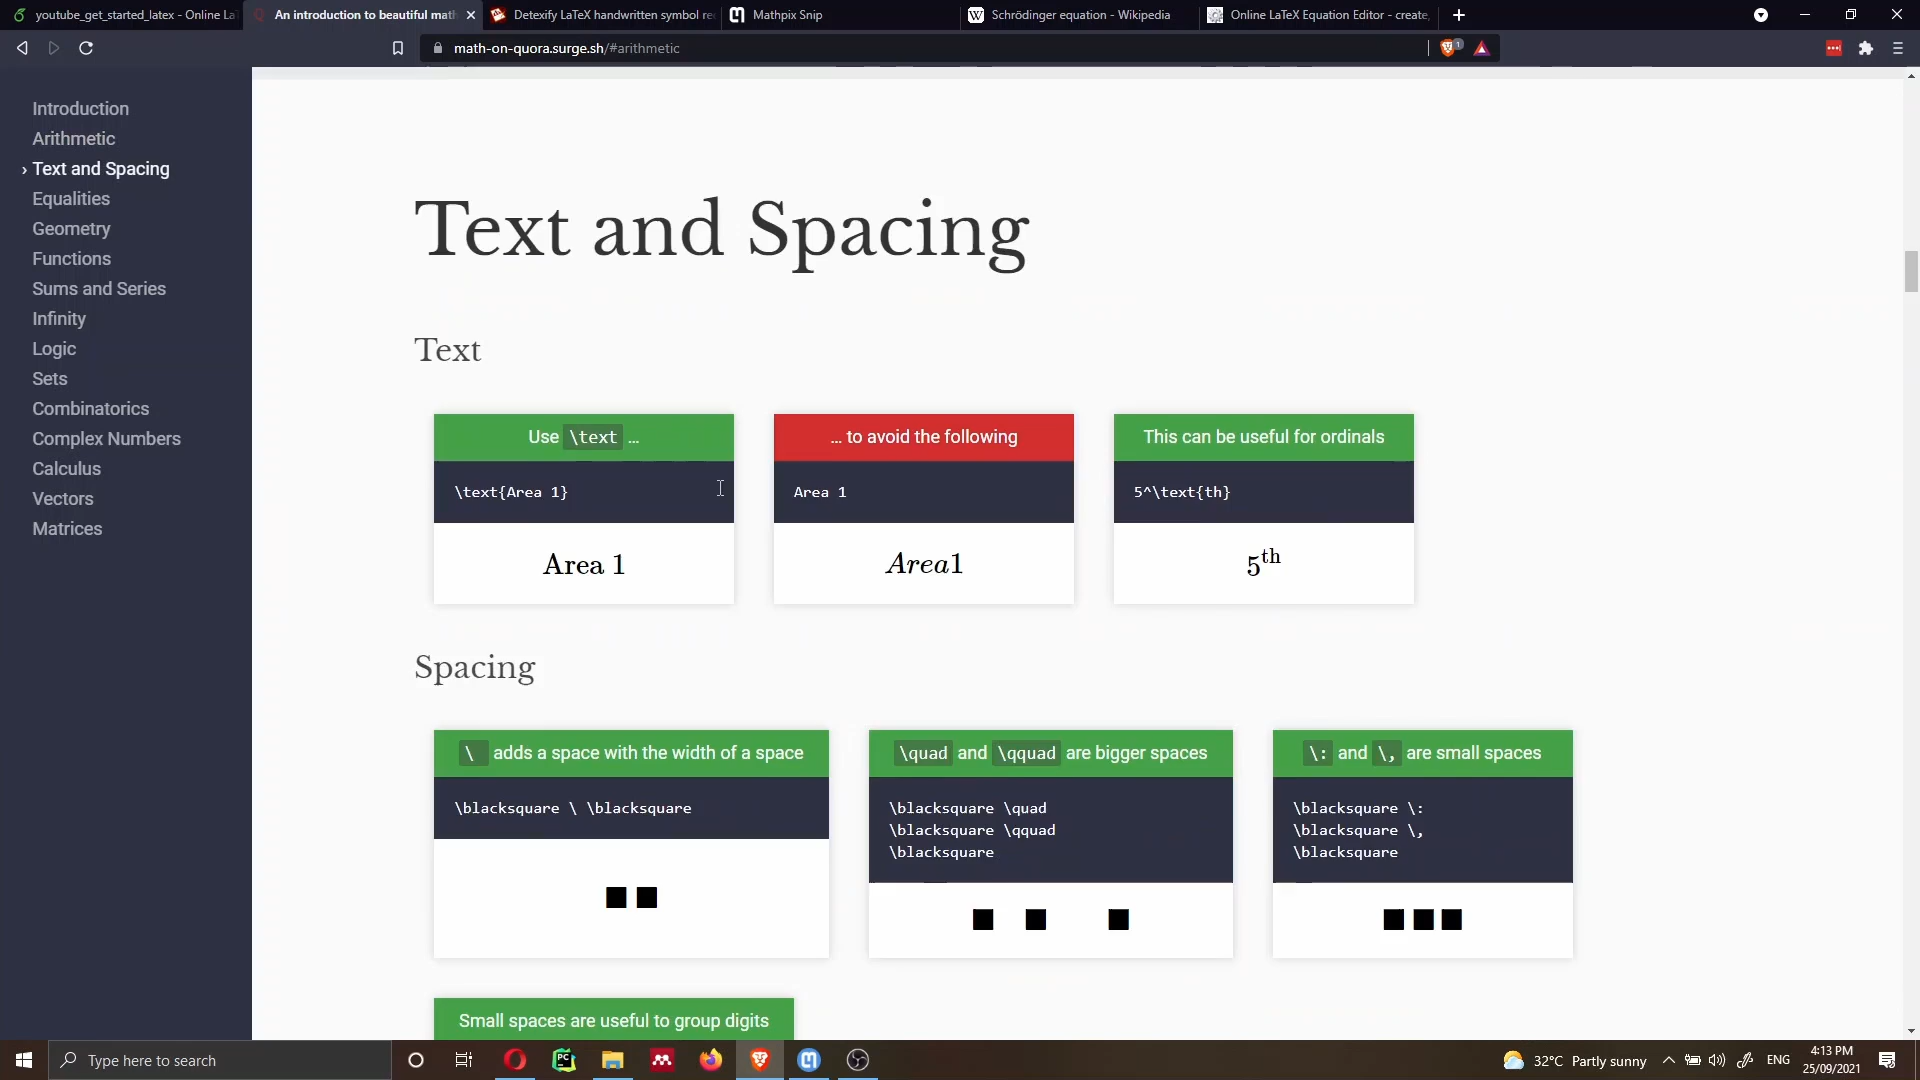 youtube_get_started_latex - Online La
An introduction to beautiful math
Detexify LaTeX handwritten symbol re
Mathpix Snip
Schrödinger equation - Wikipedia
Online LaTeX Equation Editor - create,
math-on-quora.surge.sh/#arithmetic
1
Introduction
Arithmetic
› Text and Spacing
Equalities
Geometry
Functions
Sums and Series
Infinity
Logic
Sets
Combinatorics
Complex Numbers
Calculus
Vectors
Matrices
Text and Spacing
Text
Use \text ...
\text{Area 1}
Area 1
... to avoid the following
Area 1
Area1
This can be useful for ordinals
5^\text{th}
5th
Spacing
\ adds a space with the width of a space
\blacksquare \ \blacksquare
■ ■
\quad and \qquad are bigger spaces
\blacksquare \quad
\blacksquare \qquad
\blacksquare
■ ■ ■
\: and \, are small spaces
\blacksquare \:
\blacksquare \,
\blacksquare
■ ■ ■
Small spaces are useful to group digits
Type here to search
32°C Partly sunny
ENG
4:13 PM
25/09/2021